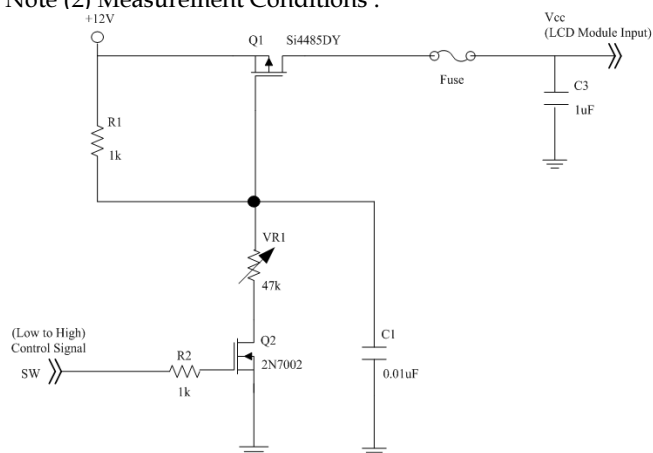 Note (2) Measurement Conditions :
+12V
Q1
Si4485DY
Vcc
(LCD Module Input)
Fuse
C3
1uF
R1
1k
VR1
47k
(Low to High)
Control Signal
SW
R2
1k
Q2
2N7002
C1
0.01uF